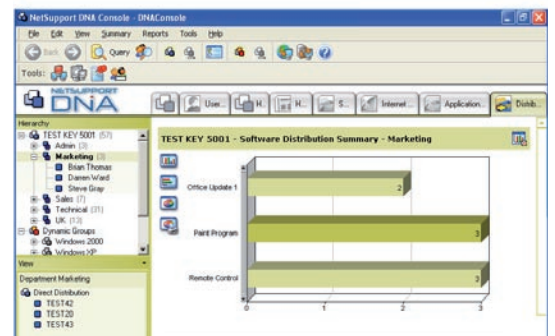 NetSupport DNA Console - DNAConsole
File Edit View Summary Reports Tools Help
Back Query
Tools:
NETSUPPORT
DNA
User... H... H... S... Internet ... Application... Distrib...
Hierarchy
TEST KEY 5001 (57)
Admin (3)
Marketing (3)
Brian Thomas
Darren Ward
Steve Gray
Sales (7)
Technical (31)
UK (13)
Dynamic Groups
Windows 2000
Windows XP
View
Department Marketing
Direct Distribution
TEST42
TEST20
TEST43
TEST KEY 5001 - Software Distribution Summary - Marketing
Office Update 1
2
Paint Program
3
Remote Control
3
0 1 2 3